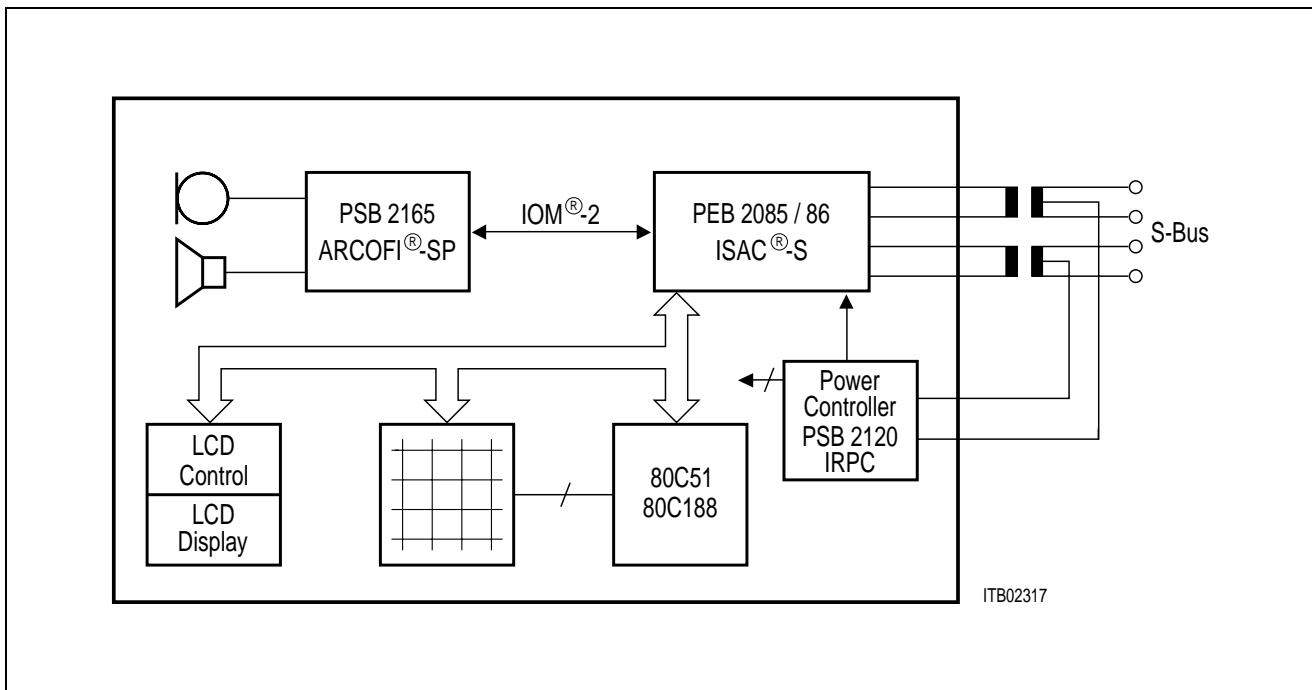 PSB 2165
ARCOFI®-SP
IOM®-2
PEB 2085 / 86
ISAC®-S
S-Bus
Power
Controller
PSB 2120
IRPC
LCD
Control
LCD
Display
80C51
80C188
ITB02317